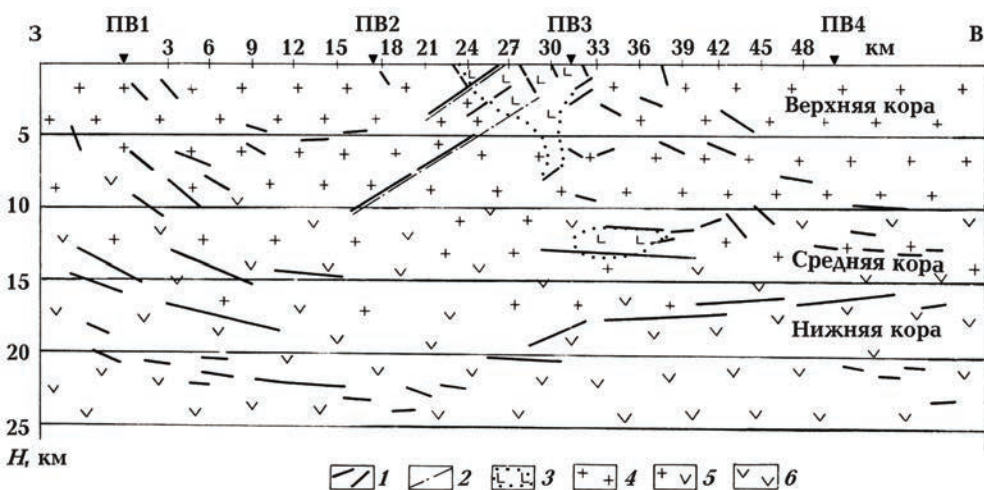 ПВ1 ПВ2 ПВ3 ПВ4
З 3 6 9 12 15 18 21 24 27 30 33 36 39 42 45 48 км В
Верхняя кора
5
10
Средняя кора
15
Нижняя кора
20
25
H, км
1 2 3 4 5 6